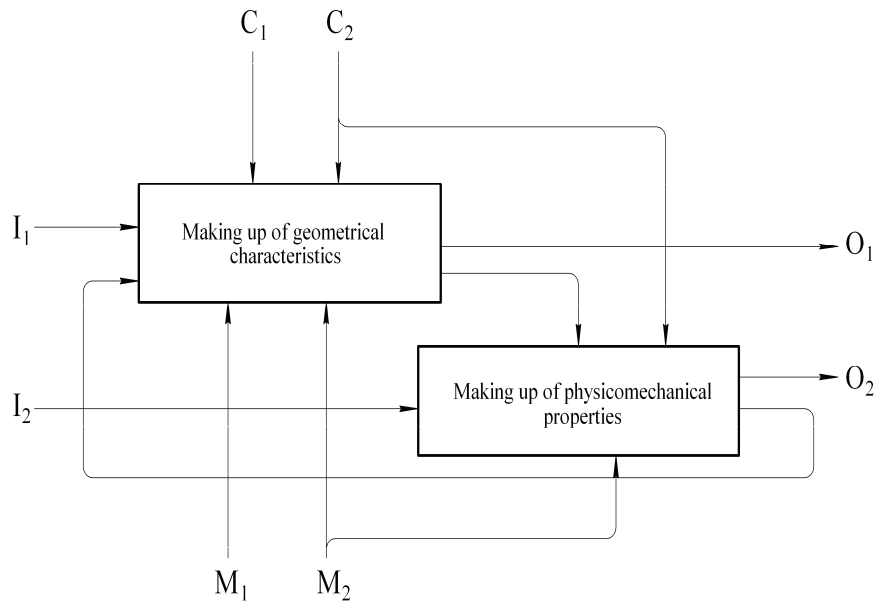 C₁ C₂
I₁
Making up of geometrical
characteristics
O₁
O₂
I₂
Making up of physicomechanical
properties
M₁ M₂